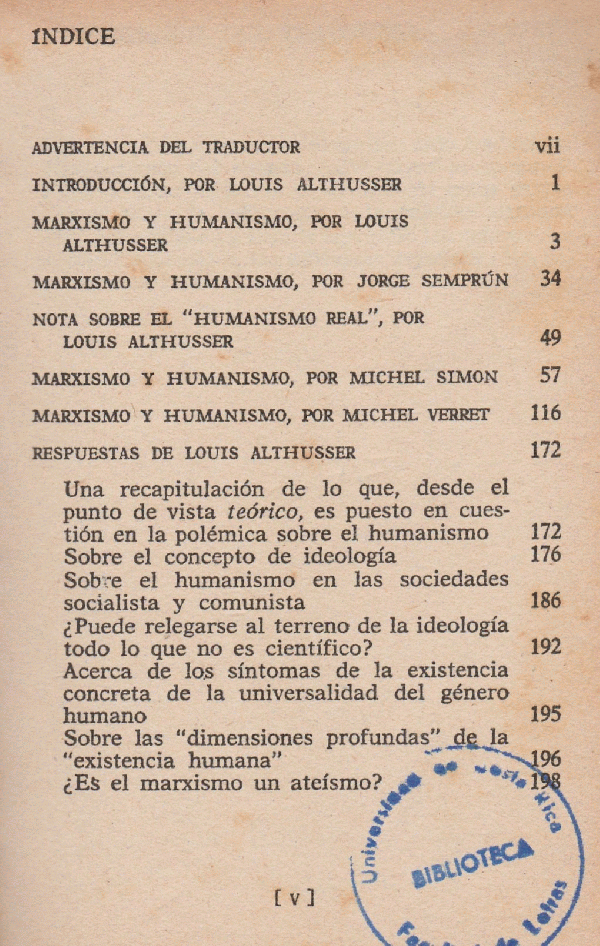 ÍNDICE
ADVERTENCIA DEL TRADUCTOR vii
INTRODUCCIÓN, POR LOUIS ALTHUSSER 1
MARXISMO Y HUMANISMO, POR LOUIS
ALTHUSSER 3
MARXISMO Y HUMANISMO, POR JORGE SEMPRÚN 34
NOTA SOBRE EL "HUMANISMO REAL", POR
LOUIS ALTHUSSER 49
MARXISMO Y HUMANISMO, POR MICHEL SIMON 57
MARXISMO Y HUMANISMO, POR MICHEL VERRET 116
RESPUESTAS DE LOUIS ALTHUSSER 172
Una recapitulación de lo que, desde el
punto de vista teórico, es puesto en cues-
tión en la polémica sobre el humanismo 172
Sobre el concepto de ideología 176
Sobre el humanismo en las sociedades
socialista y comunista 186
¿Puede relegarse al terreno de la ideología
todo lo que no es científico? 192
Acerca de los síntomas de la existencia
concreta de la universalidad del género
humano 195
Sobre las "dimensiones profundas" de la
"existencia humana" 196
¿Es el marxismo un ateísmo? 198
Universidad de Costa Rica
BIBLIOTECA
de Letras
[ v ]